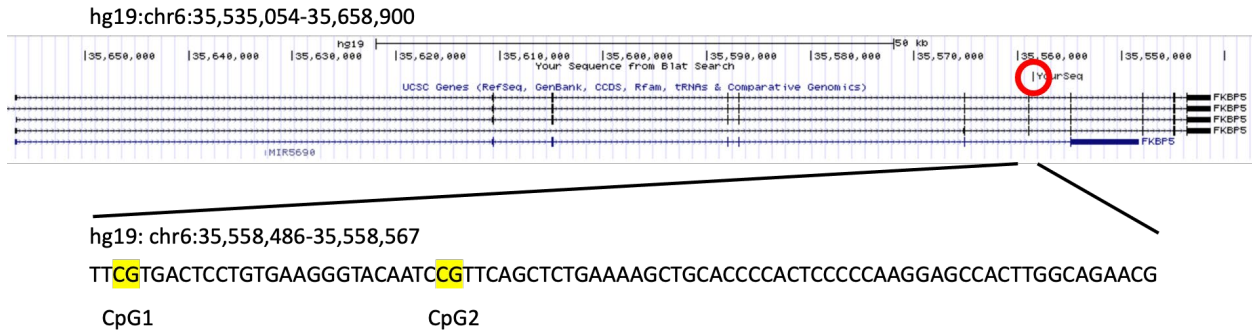 hg19:chr6:35,535,054-35,658,900
hg19 50 kb
|35,650,000 |35,640,000 |35,630,000 |35,620,000 |35,610,000 |35,600,000 |35,590,000 |35,580,000 |35,570,000 |35,560,000 |35,550,000 |
Your Sequence from Blat Search
YourSeq
UCSC Genes (RefSeq, GenBank, CCDS, Rfam, tRNAs & Comparative Genomics)
FKBP5
FKBP5
FKBP5
FKBP5
FKBP5
MIR5690
hg19: chr6:35,558,486-35,558,567
TTCGTGACTCCTGTGAAGGGTACAATCCGTTCAGCTCTGAAAAGCTGCACCCCACTCCCCCAAGGAGCCACTTGGCAGAACG
CpG1 CpG2